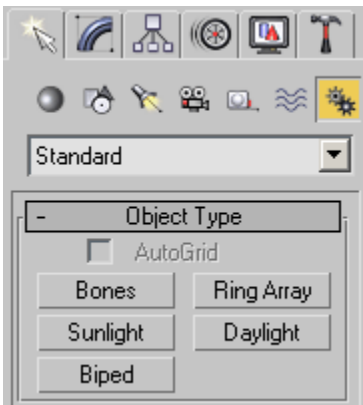 Standard
- Object Type
AutoGrid
Bones Ring Array
Sunlight Daylight
Biped